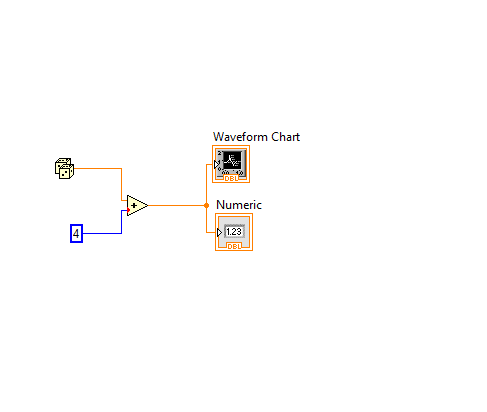 Waveform Chart
DBL
Numeric
+
4
1.23
DBL